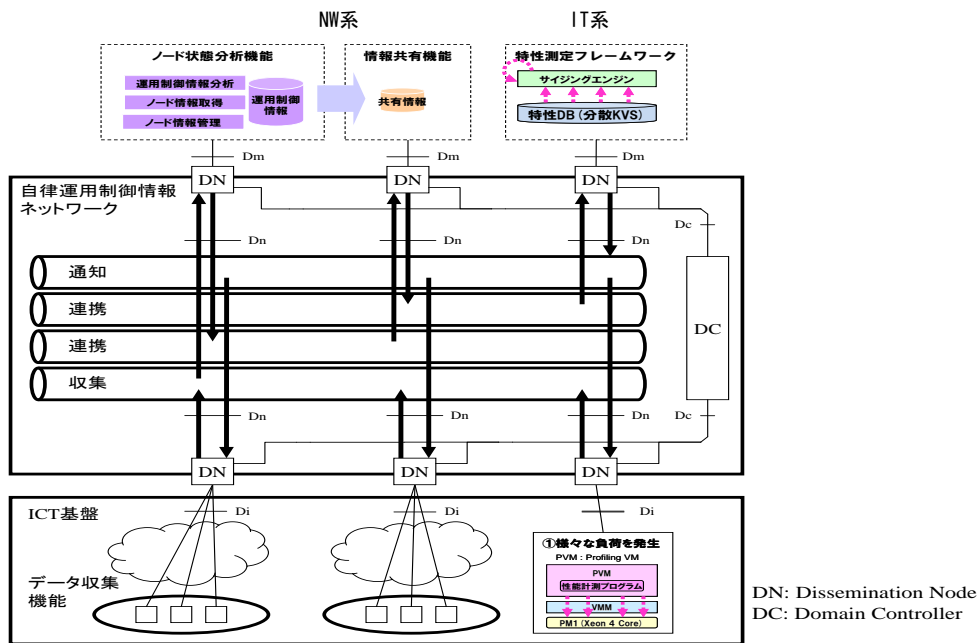 NW系
IT系
ノード状態分析機能
運用制御情報分析
ノード情報取得
ノード情報管理
運用制御
情報
情報共有機能
共有情報
特性測定フレームワーク
サイジングエンジン
特性DB（分散KVS）
Dm
Dm
Dm
DN
DN
DN
自律運用制御情報
ネットワーク
Dc
Dn
Dn
Dn
通知
連携
連携
収集
DC
Dn
Dn
Dn
Dc
DN
DN
DN
ICT基盤
Di
Di
Di
データ収集
機能
①様々な負荷を発生
PVM : Profiling VM
PVM
性能計測プログラム
VMM
PM1 (Xeon 4 Core)
DN: Dissemination Node
DC: Domain Controller